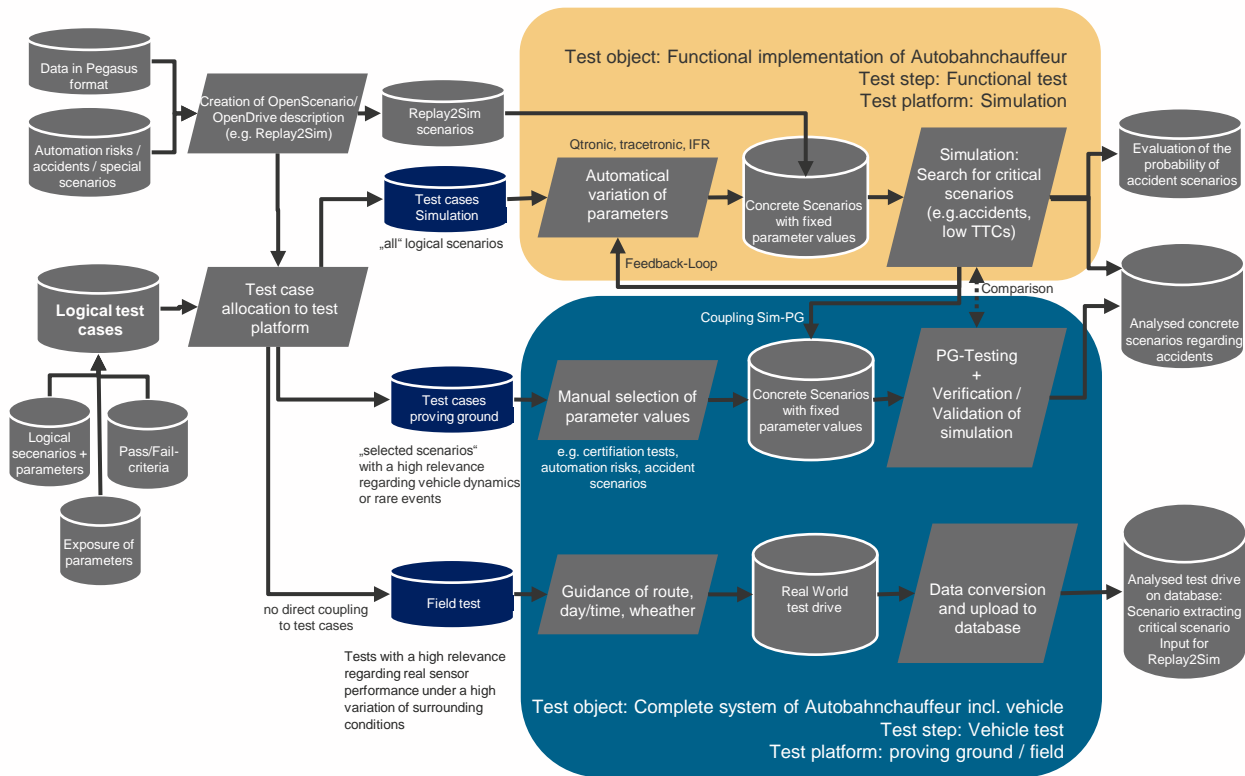 Data in Pegasus
format
Automation risks /
accidents / special
scenarios
Creation of OpenScenario/
OpenDrive description
(e.g. Replay2Sim)
Replay2Sim
scenarios
Test object: Functional implementation of Autobahnchauffeur
Test step: Functional test
Test platform: Simulation
Test cases
Simulation
„all“ logical scenarios
Qtronic, tracetronic, IFR
Automatical
variation of
parameters
Concrete Scenarios
with fixed
parameter values
Simulation:
Search for critical
scenarios
(e.g.accidents,
low TTCs)
Evaluation of the
probability of
accident scenarios
Feedback-Loop
Logical test
cases
Test case
allocation to test
platform
Coupling Sim-PG
Comparison
Analysed concrete
scenarios regarding
accidents
Logical
secenarios +
parameters
Pass/Fail-
criteria
Exposure of
parameters
Test cases
proving ground
„selected scenarios“
with a high relevance
regarding vehicle dynamics
or rare events
Manual selection of
parameter values
e.g. certifiation tests,
automation risks, accident
scenarios
Concrete Scenarios
with fixed
parameter values
PG-Testing
+
Verification /
Validation of
simulation
no direct coupling
to test cases
Field test
Tests with a high relevance
regarding real sensor
performance under a high
variation of surrounding
conditions
Guidance of route,
day/time, wheather
Real World
test drive
Data conversion
and upload to
database
Analysed test drive
on database:
Scenario extracting
critical scenario
Input for
Replay2Sim
Test object: Complete system of Autobahnchauffeur incl. vehicle
Test step: Vehicle test
Test platform: proving ground / field